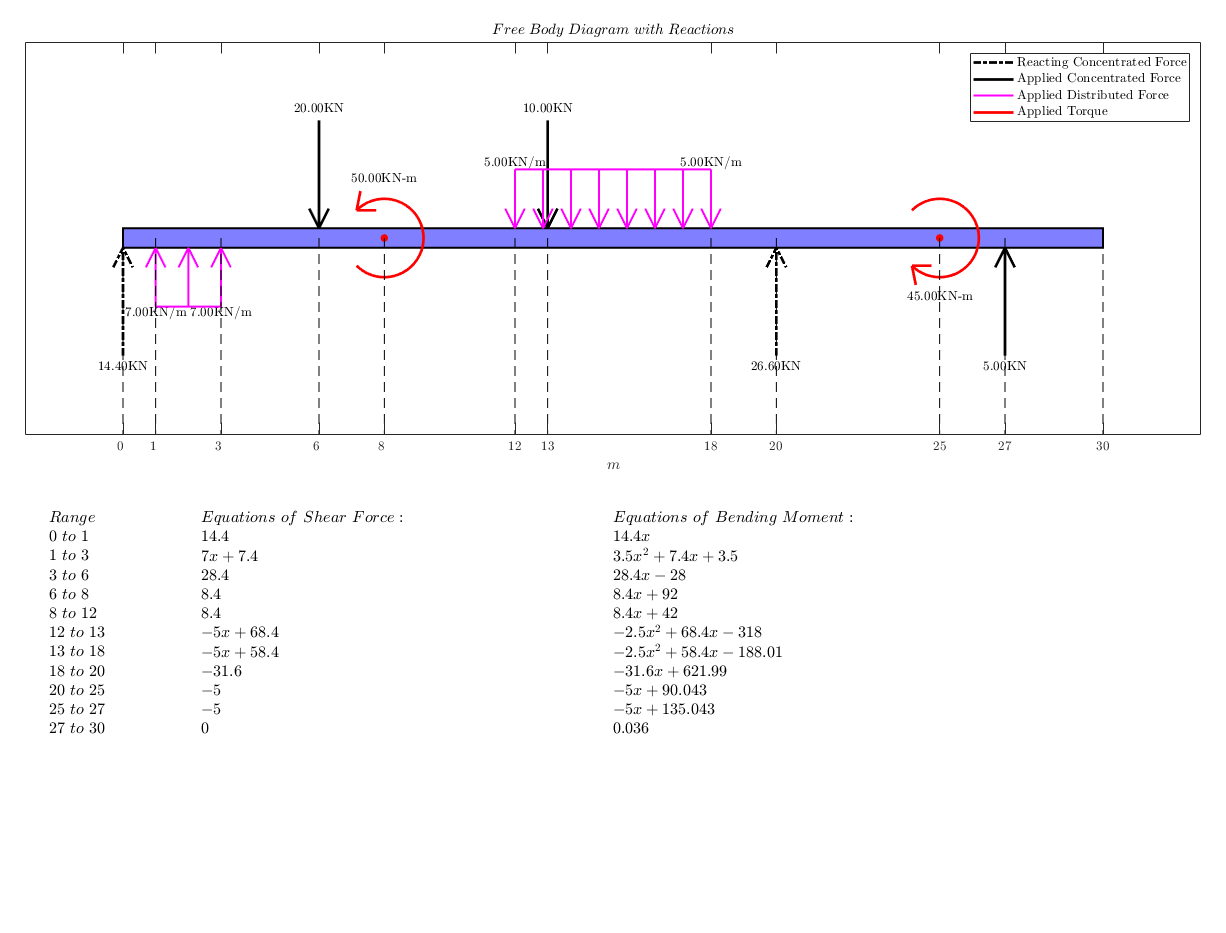 Free Body Diagram with Reactions
Reacting Concentrated Force
Applied Concentrated Force
Applied Distributed Force
Applied Torque
20.00KN
10.00KN
5.00KN/m
5.00KN/m
50.00KN-m
45.00KN-m
7.00KN/m
7.00KN/m
14.40KN
26.60KN
5.00KN
0 1 3 6 8 12 13 18 20 25 27 30
m
Range Equations of Shear Force : Equations of Bending Moment :
0 to 1 14.4 14.4x
1 to 3 7x + 7.4 3.5x² + 7.4x + 3.5
3 to 6 28.4 28.4x − 28
6 to 8 8.4 8.4x + 92
8 to 12 8.4 8.4x + 42
12 to 13 −5x + 68.4 −2.5x² + 68.4x − 318
13 to 18 −5x + 58.4 −2.5x² + 58.4x − 188.01
18 to 20 −31.6 −31.6x + 621.99
20 to 25 −5 −5x + 90.043
25 to 27 −5 −5x + 135.043
27 to 30 0 0.036